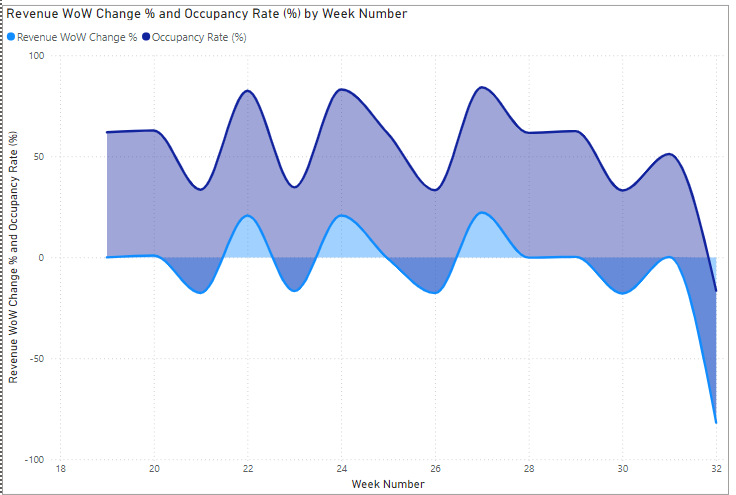 Revenue WoW Change % and Occupancy Rate (%) by Week Number
Revenue WoW Change % Occupancy Rate (%)
Revenue WoW Change % and Occupancy Rate (%)
100
50
0
-50
-100
18 20 22 24 26 28 30 32
Week Number